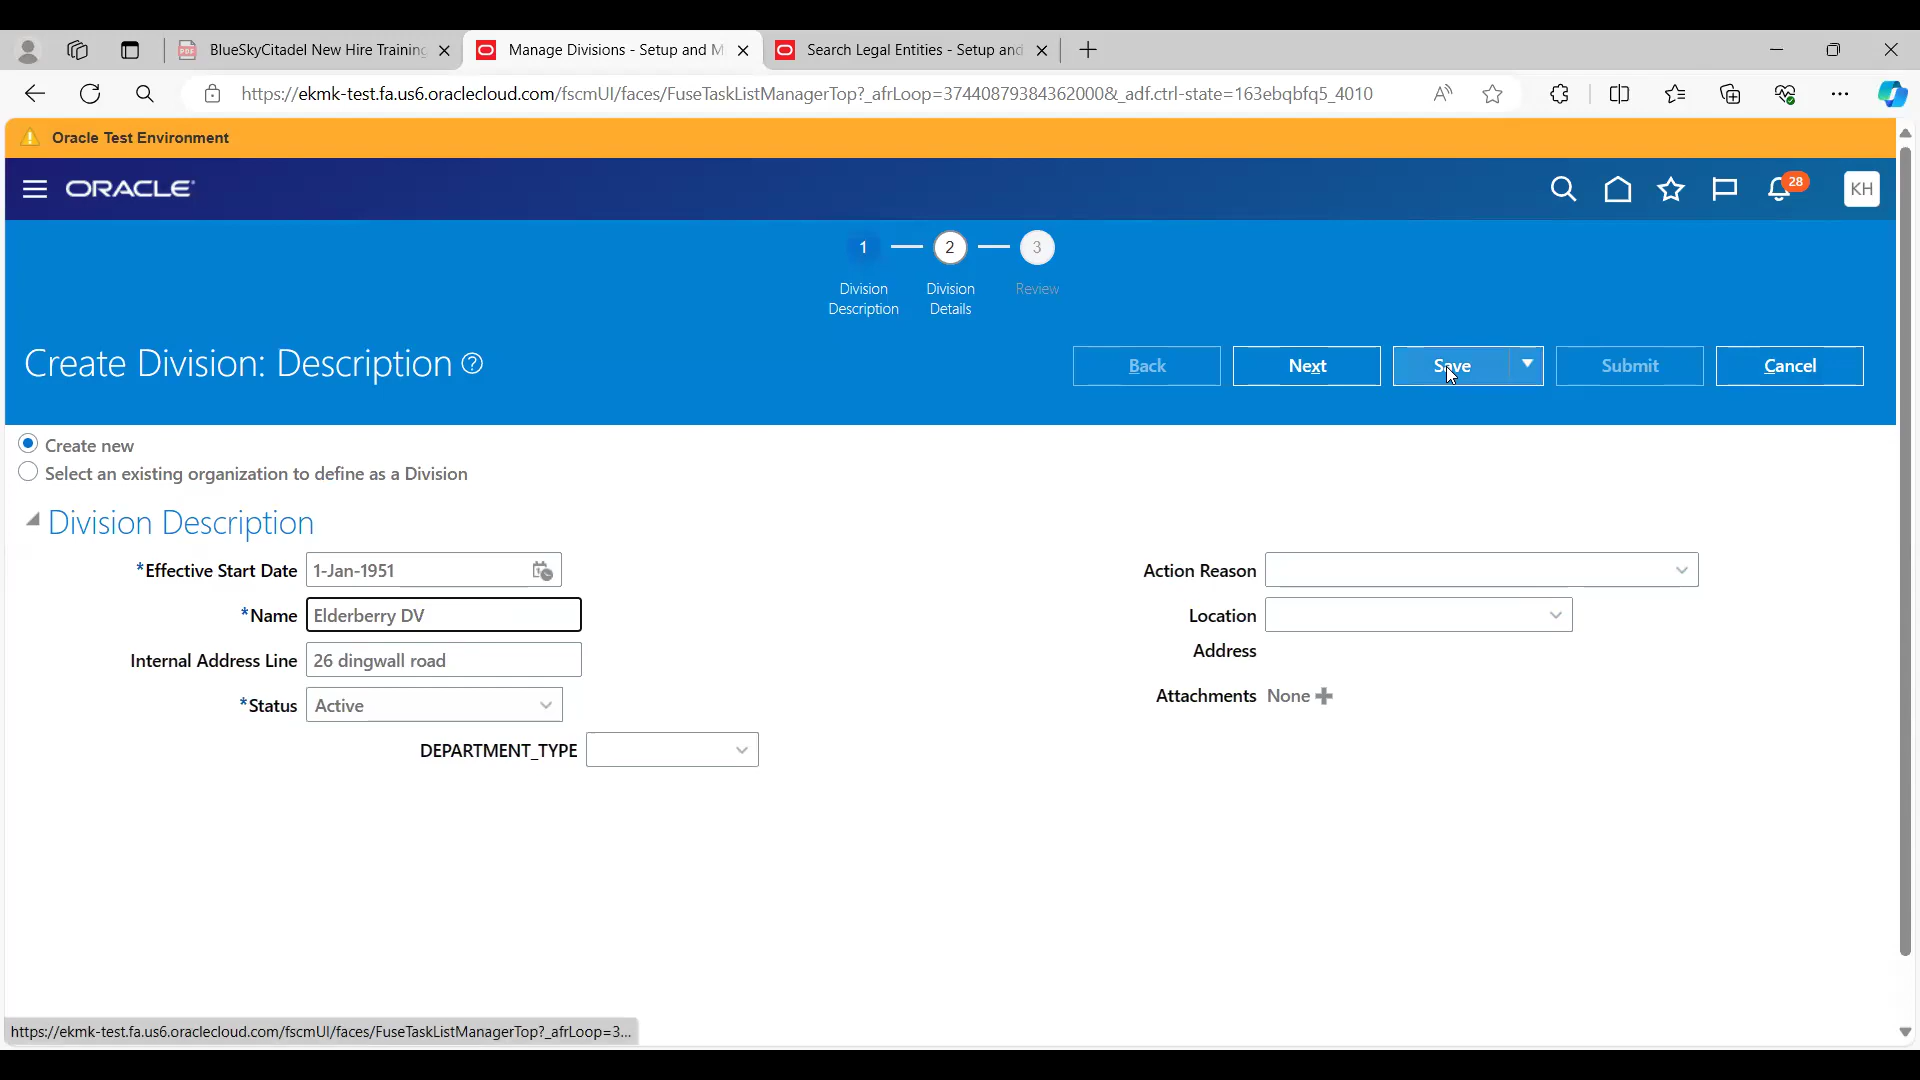 BlueSkyCitadel New Hire Training
Manage Divisions - Setup and M
Search Legal Entities - Setup and
https://ekmk-test.fa.us6.oraclecloud.com/fscmUI/faces/FuseTaskListManagerTop?_afrLoop=37440879384362000&_adf.ctrl-state=163ebqbfq5_4010
Oracle Test Environment
ORACLE
28
KH
1
2
3
Division Description
Division Details
Review
Create Division: Description
Back
Next
Save
Submit
Cancel
Create new
Select an existing organization to define as a Division
Division Description
*Effective Start Date 1-Jan-1951
*Name Elderberry DV
Internal Address Line 26 dingwall road
*Status Active
DEPARTMENT_TYPE
Action Reason
Location
Address
Attachments None
https://ekmk-test.fa.us6.oraclecloud.com/fscmUI/faces/FuseTaskListManagerTop?_afrLoop=3...